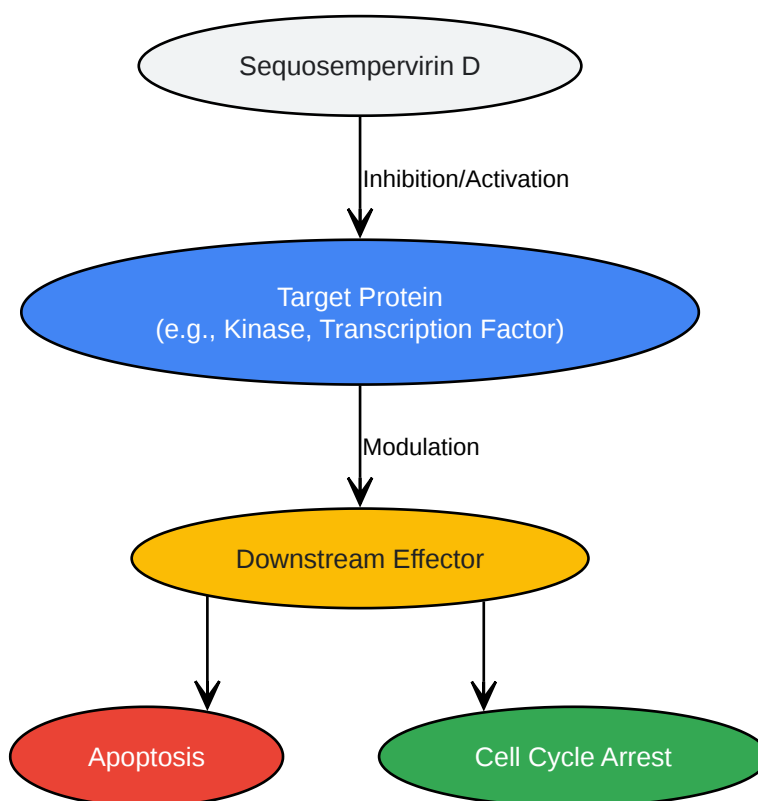 Sequosempervirin D
Inhibition/Activation
Target Protein
(e.g., Kinase, Transcription Factor)
Modulation
Downstream Effector
Apoptosis
Cell Cycle Arrest